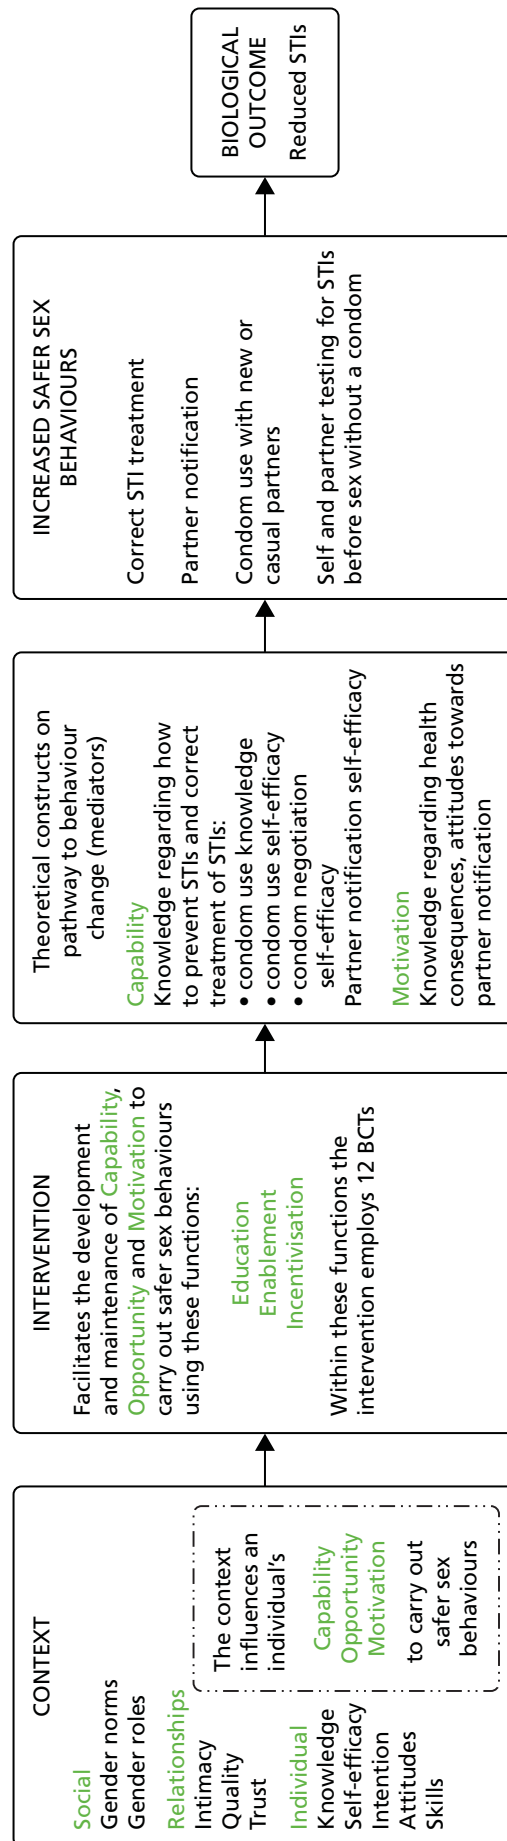 CONTEXT
Social
Gender norms
Gender roles
Relationships
Intimacy
Quality
Trust
Individual
Knowledge
Self-efficacy
Intention
Attitudes
Skills
The context
influences an
individual's
Capability
Opportunity
Motivation
to carry out
safer sex
behaviours
INTERVENTION
Facilitates the development
and maintenance of Capability,
Opportunity and Motivation to
carry out safer sex behaviours
using these functions:
Education
Enablement
Incentivisation
Within these functions the
intervention employs 12 BCTs
Theoretical constructs on
pathway to behaviour
change (mediators)
Capability
Knowledge regarding how
to prevent STIs and correct
treatment of STIs:
• condom use knowledge
• condom use self-efficacy
• condom negotiation
self-efficacy
Partner notification self-efficacy
Motivation
Knowledge regarding health
consequences, attitudes towards
partner notification
INCREASED SAFER SEX
BEHAVIOURS
Correct STI treatment
Partner notification
Condom use with new or
casual partners
Self and partner testing for STIs
before sex without a condom
BIOLOGICAL
OUTCOME
Reduced STIs